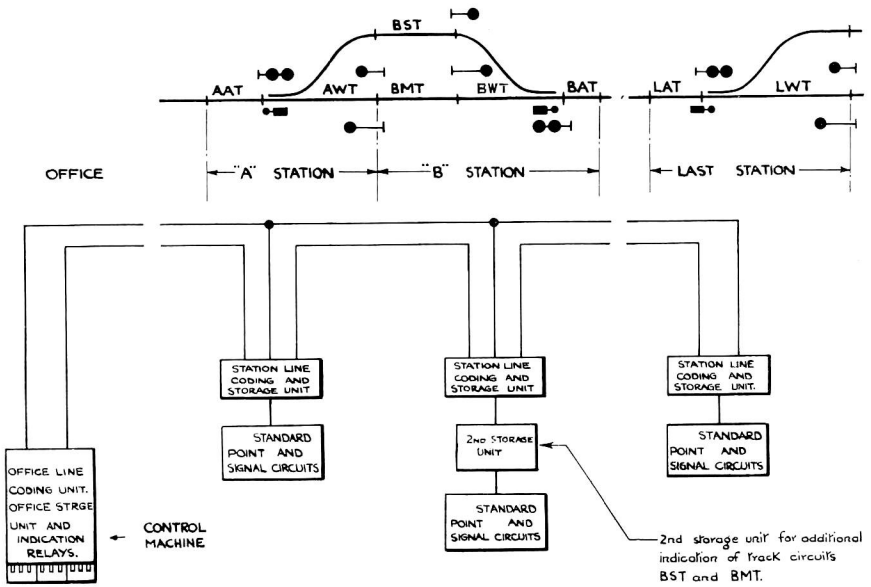 BST
AAT AWT BMT BWT BAT LAT LWT
OFFICE "A" STATION "B" STATION LAST STATION
STATION LINE
CODING AND
STORAGE UNIT
STATION LINE
CODING AND
STORAGE UNIT
STATION LINE
CODING AND
STORAGE UNIT.
STANDARD
POINT AND
SIGNAL CIRCUITS
2ND STORAGE
UNIT
STANDARD
POINT AND
SIGNAL CIRCUITS
OFFICE LINE
CODING UNIT.
OFFICE STRGE
UNIT AND
INDICATION
RELAYS.
CONTROL
MACHINE
STANDARD
POINT AND
SIGNAL CIRCUITS
2nd storage unit for additional
indication of track circuits
BST and BMT.